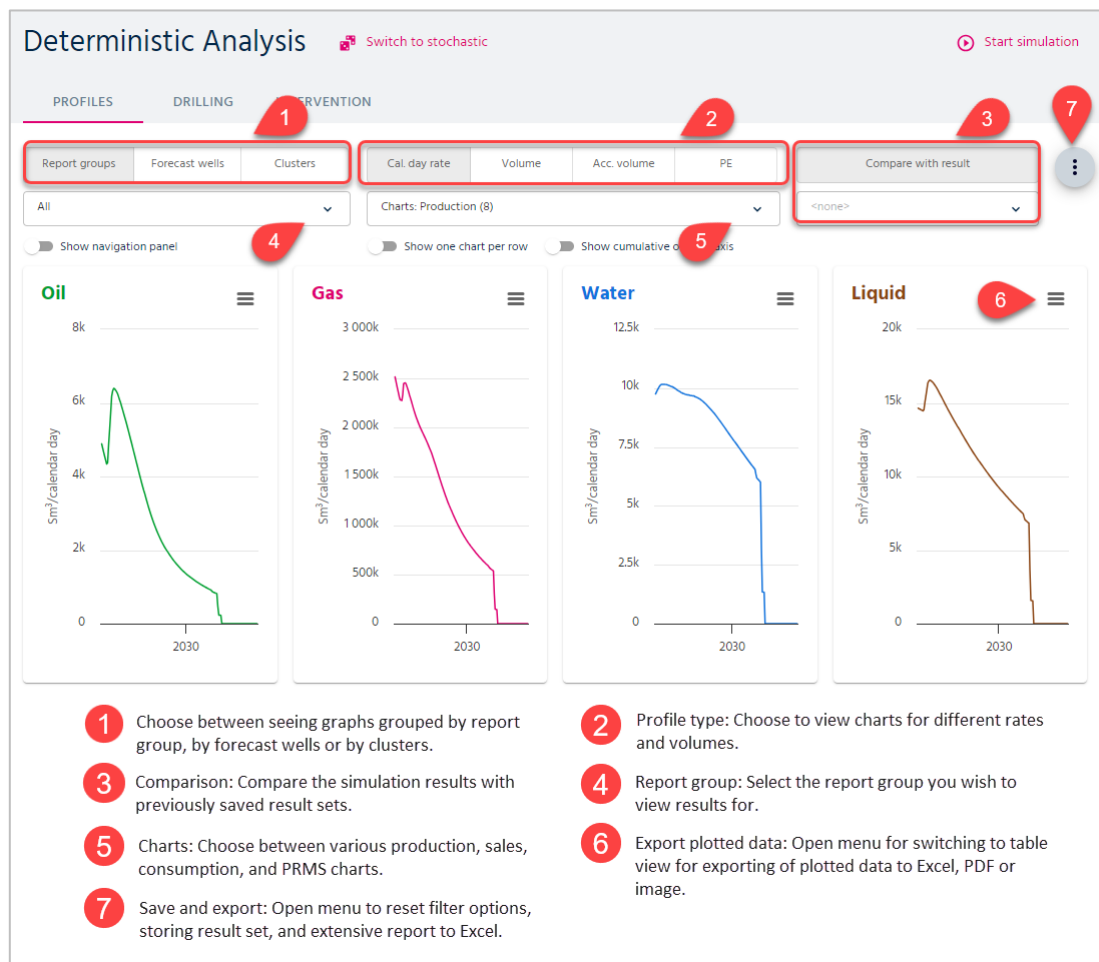 Deterministic Analysis
Switch to stochastic
Start simulation
PROFILES
DRILLING
ERVENTION
1
2
3
7
Report groups
Forecast wells
Clusters
Cal. day rate
Volume
Acc. volume
PE
Compare with result
All
Charts: Production (8)
<none>
4
5
Show navigation panel
Show one chart per row
Show cumulative o
axis
Oil
8k
6k
4k
2k
0
Sm³/calendar day
2030
Gas
3 000k
2 500k
2 000k
1 500k
1 000k
500k
0
Sm³/calendar day
2030
Water
12.5k
10k
7.5k
5k
2.5k
0
Sm³/calendar day
2030
Liquid
6
20k
15k
10k
5k
0
Sm³/calendar day
2030
1
Choose between seeing graphs grouped by report
group, by forecast wells or by clusters.
2
Profile type: Choose to view charts for different rates
and volumes.
3
Comparison: Compare the simulation results with
previously saved result sets.
4
Report group: Select the report group you wish to
view results for.
5
Charts: Choose between various production, sales,
consumption, and PRMS charts.
6
Export plotted data: Open menu for switching to table
view for exporting of plotted data to Excel, PDF or
image.
7
Save and export: Open menu to reset filter options,
storing result set, and extensive report to Excel.